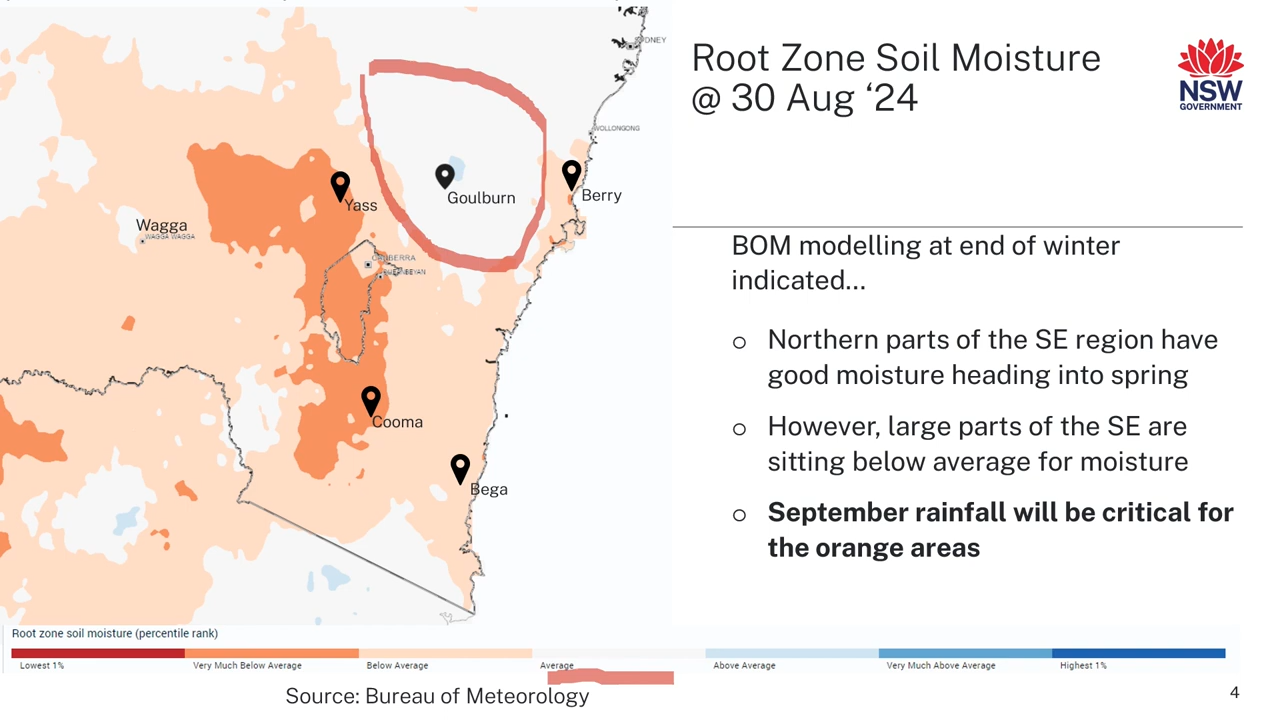 Root Zone Soil Moisture
@ 30 Aug ‘24
NSW
GOVERNMENT
SYDNEY
WOLLONGONG
Goulburn
Berry
Yass
Wagga
WAGGA WAGGA
CANBERRA
QUEANBEYAN
Cooma
Bega
BOM modelling at end of winter
indicated...
o Northern parts of the SE region have
good moisture heading into spring
o However, large parts of the SE are
sitting below average for moisture
o September rainfall will be critical for
the orange areas
Root zone soil moisture (percentile rank)
Lowest 1% Very Much Below Average Below Average Average Above Average Very Much Above Average Highest 1%
Source: Bureau of Meteorology
4